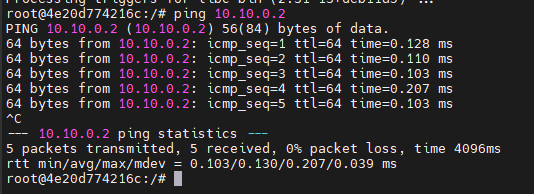 root@4e20d774216c:/# ping 10.10.0.2
PING 10.10.0.2 (10.10.0.2) 56(84) bytes of data.
64 bytes from 10.10.0.2: icmp_seq=1 ttl=64 time=0.128 ms
64 bytes from 10.10.0.2: icmp_seq=2 ttl=64 time=0.110 ms
64 bytes from 10.10.0.2: icmp_seq=3 ttl=64 time=0.103 ms
64 bytes from 10.10.0.2: icmp_seq=4 ttl=64 time=0.207 ms
64 bytes from 10.10.0.2: icmp_seq=5 ttl=64 time=0.103 ms
^C
--- 10.10.0.2 ping statistics ---
5 packets transmitted, 5 received, 0% packet loss, time 4096ms
rtt min/avg/max/mdev = 0.103/0.130/0.207/0.039 ms
root@4e20d774216c:/#